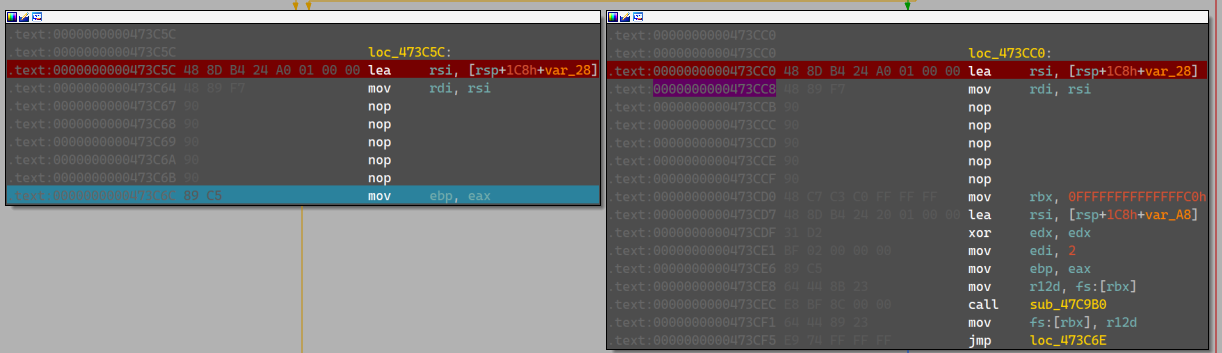 .text:0000000000473C5C
.text:0000000000473C5C loc_473C5C:
.text:0000000000473C5C 48 8D B4 24 A0 01 00 00 lea rsi, [rsp+1C8h+var_28]
.text:0000000000473C64 48 89 F7 mov rdi, rsi
.text:0000000000473C67 90 nop
.text:0000000000473C68 90 nop
.text:0000000000473C69 90 nop
.text:0000000000473C6A 90 nop
.text:0000000000473C6B 90 nop
.text:0000000000473C6C 89 C5 mov ebp, eax
.text:0000000000473CC0
.text:0000000000473CC0 loc_473CC0:
.text:0000000000473CC0 48 8D B4 24 A0 01 00 00 lea rsi, [rsp+1C8h+var_28]
.text:0000000000473CC8 48 89 F7 mov rdi, rsi
.text:0000000000473CCB 90 nop
.text:0000000000473CCC 90 nop
.text:0000000000473CCD 90 nop
.text:0000000000473CCE 90 nop
.text:0000000000473CCF 90 nop
.text:0000000000473CD0 48 C7 C3 C0 FF FF FF mov rbx, 0FFFFFFFFFFFFFFC0h
.text:0000000000473CD7 48 8D B4 24 20 01 00 00 lea rsi, [rsp+1C8h+var_A8]
.text:0000000000473CDF 31 D2 xor edx, edx
.text:0000000000473CE1 BF 02 00 00 00 mov edi, 2
.text:0000000000473CE6 89 C5 mov ebp, eax
.text:0000000000473CE8 64 44 8B 23 mov r12d, fs:[rbx]
.text:0000000000473CEC E8 BF 8C 00 00 call sub_47C9B0
.text:0000000000473CF1 64 44 89 23 mov fs:[rbx], r12d
.text:0000000000473CF5 E9 74 FF FF FF jmp loc_473C6E